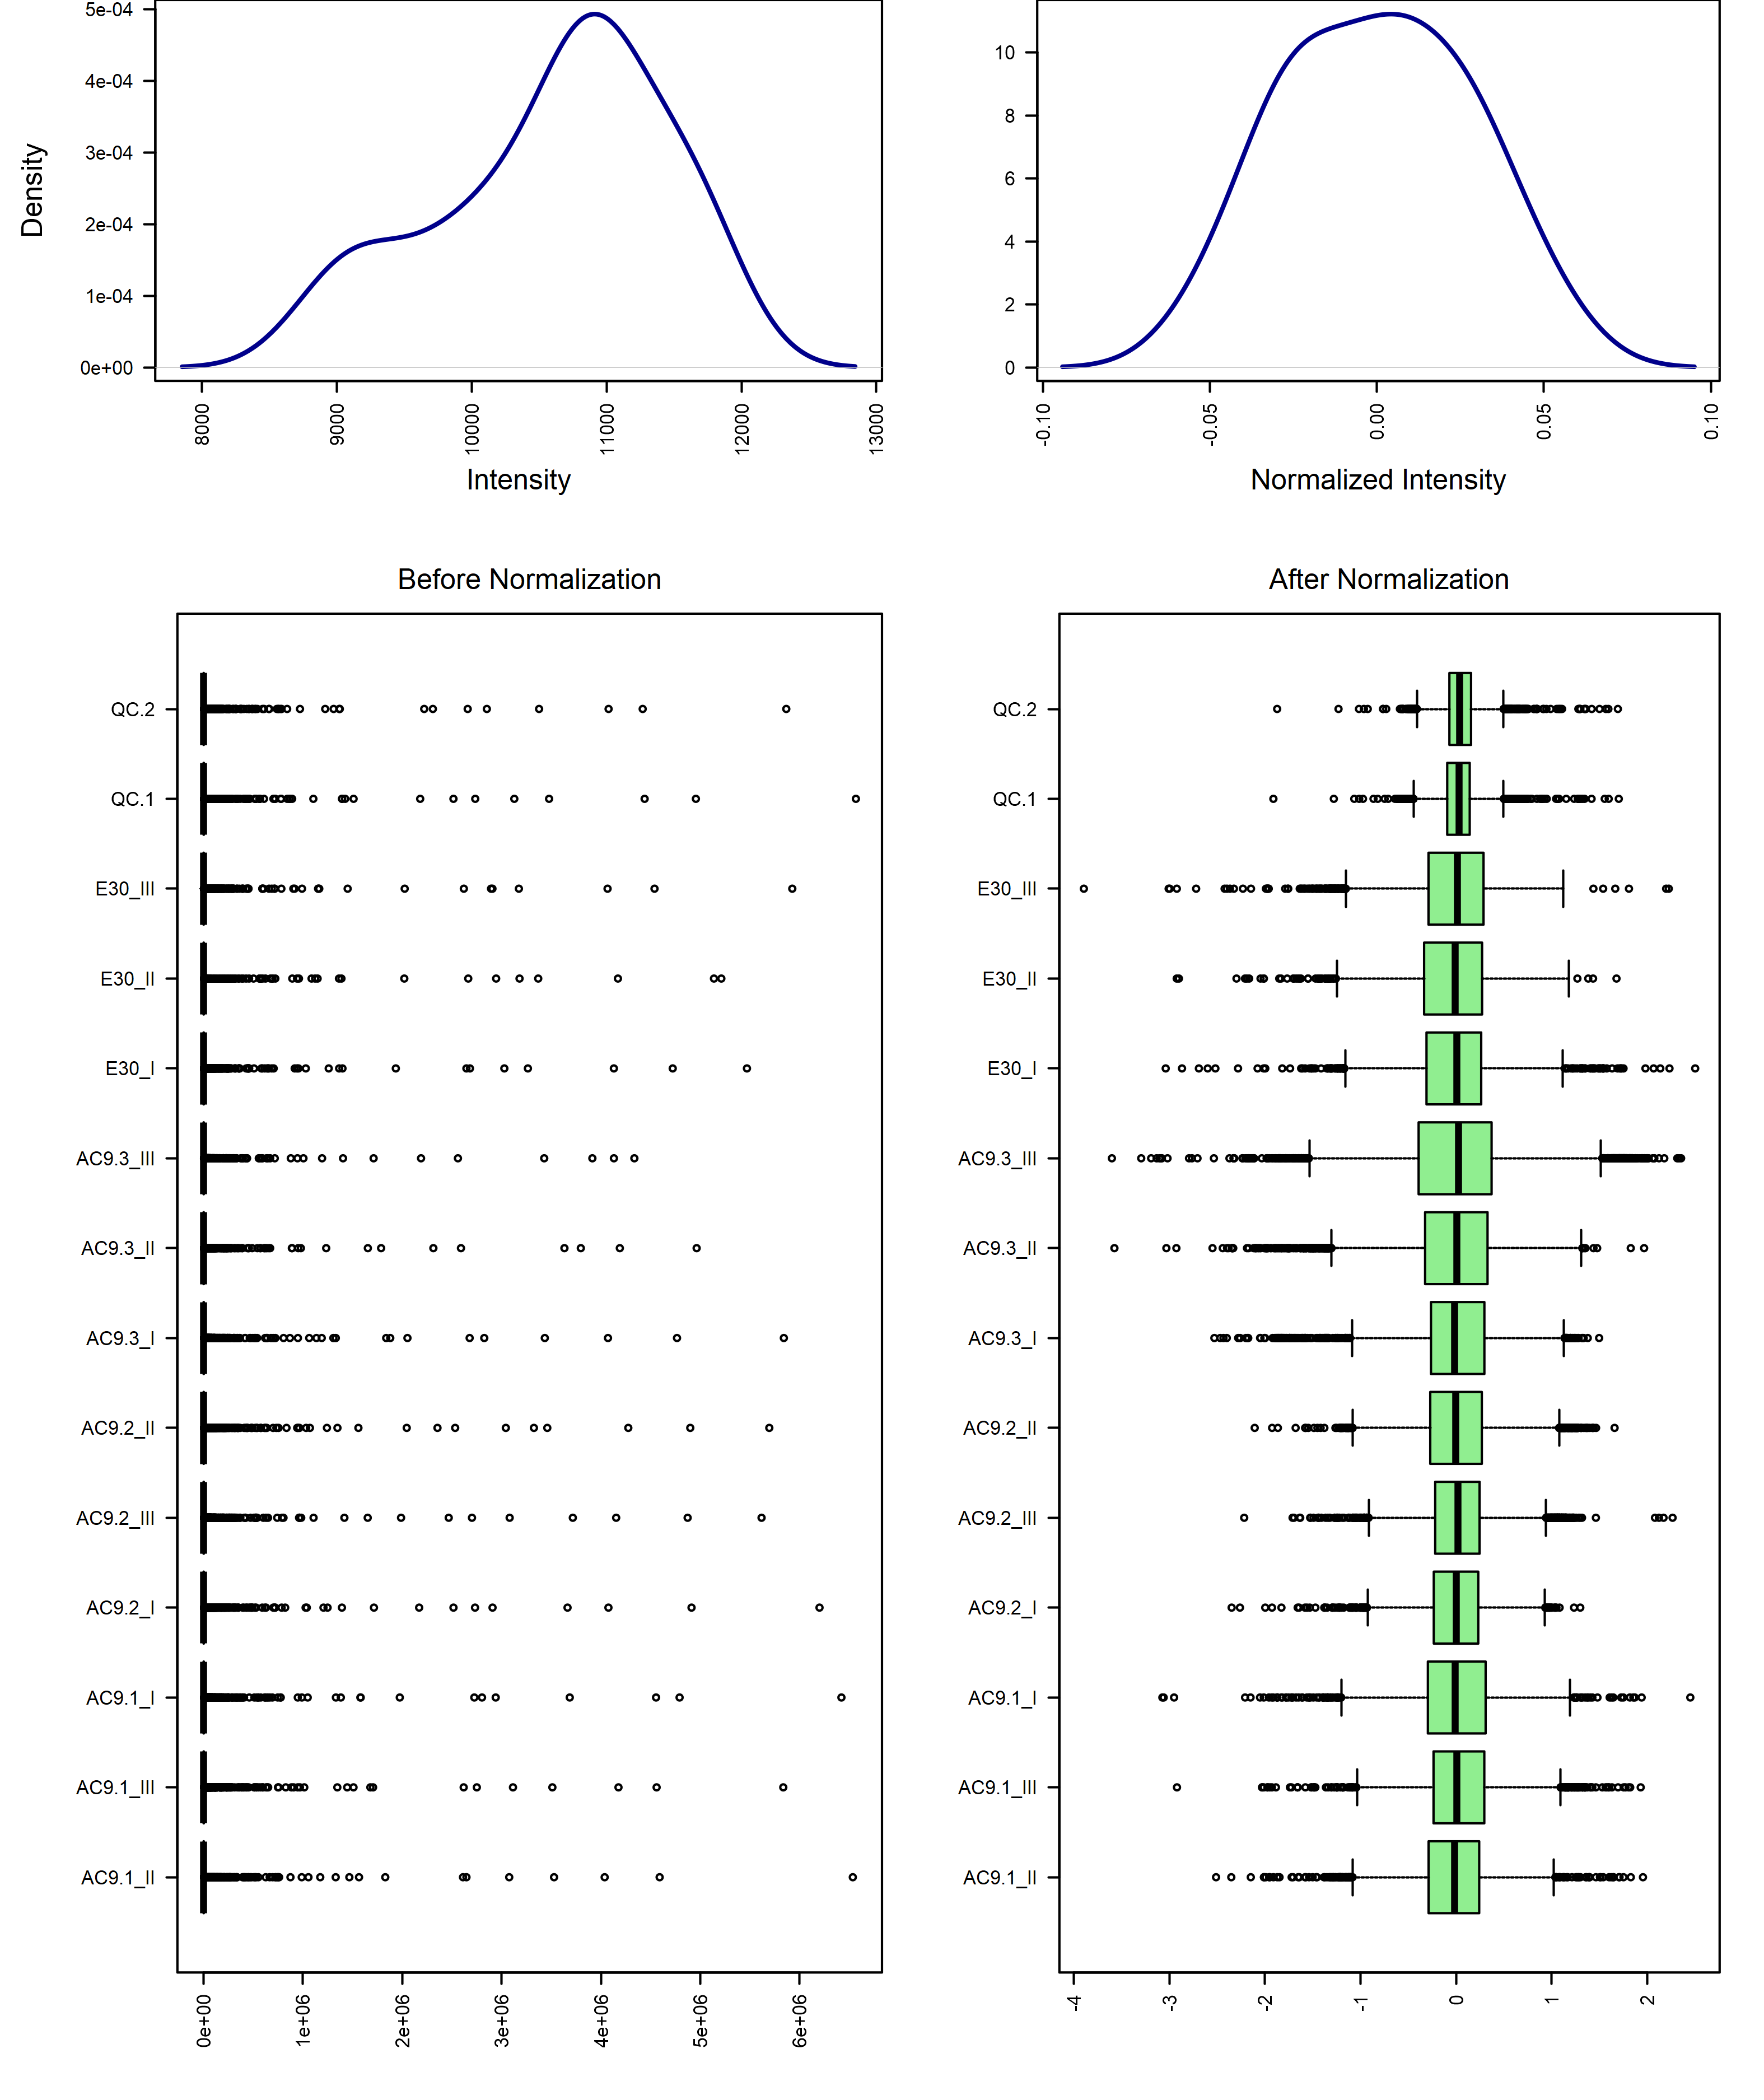 Density
5e-04
4e-04
3e-04
2e-04
1e-04
0e+00
8000 9000 10000 11000 12000 13000
Intensity
10
8
6
4
2
0
-0.10 -0.05 0.00 0.05 0.10
Normalized Intensity
Before Normalization
QC.2
QC.1
E30_III
E30_II
E30_I
AC9.3_III
AC9.3_II
AC9.3_I
AC9.2_II
AC9.2_III
AC9.2_I
AC9.1_I
AC9.1_III
AC9.1_II
0e+00 1e+06 2e+06 3e+06 4e+06 5e+06 6e+06
After Normalization
QC.2
QC.1
E30_III
E30_II
E30_I
AC9.3_III
AC9.3_II
AC9.3_I
AC9.2_II
AC9.2_III
AC9.2_I
AC9.1_I
AC9.1_III
AC9.1_II
-4 -3 -2 -1 0 1 2